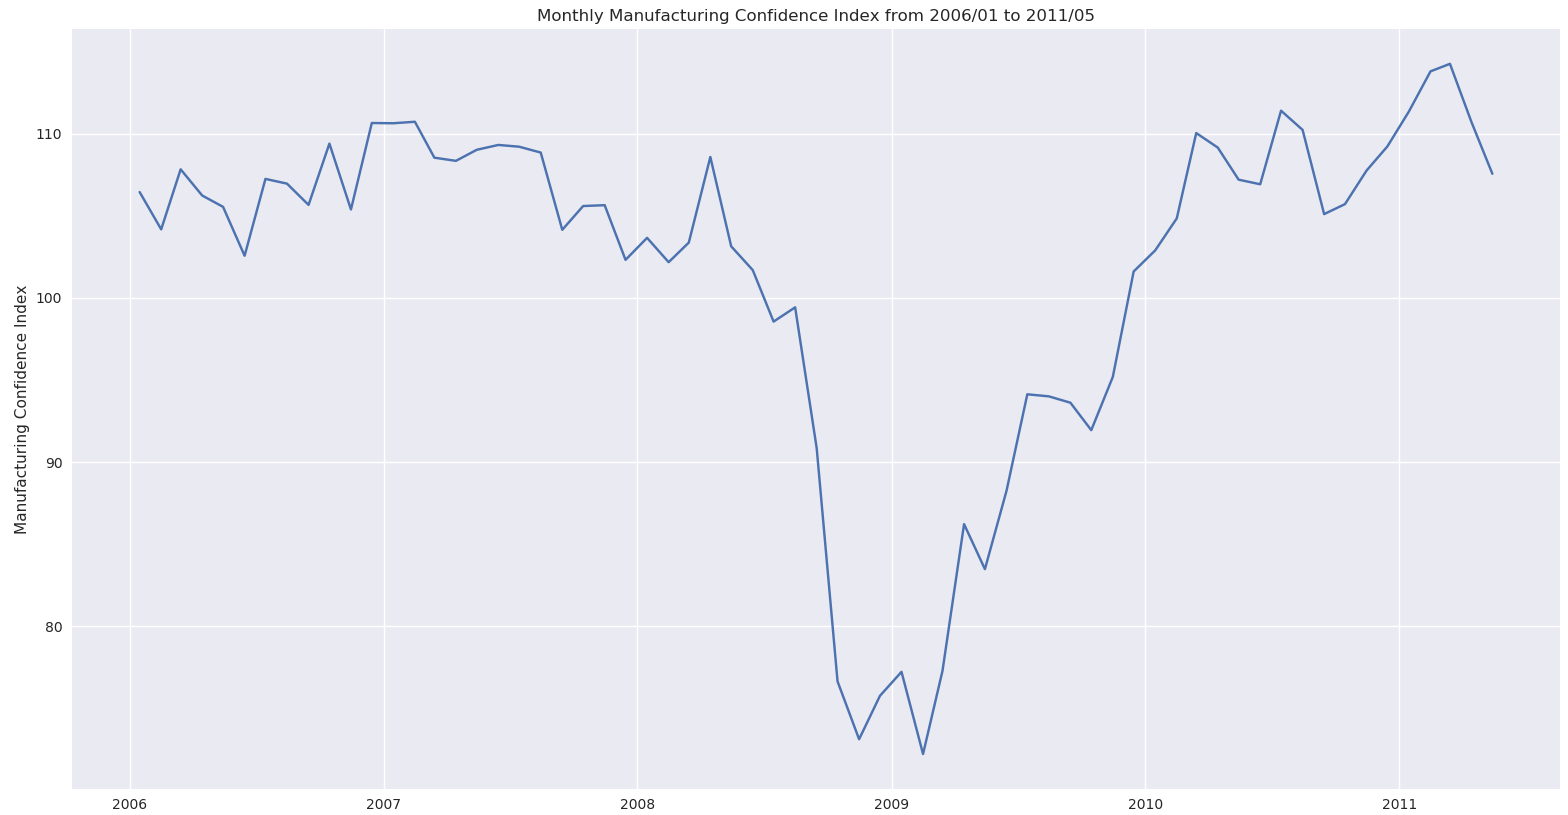 Monthly Manufacturing Confidence Index from 2006/01 to 2011/05
Manufacturing Confidence Index
110
100
90
80
2006 2007 2008 2009 2010 2011